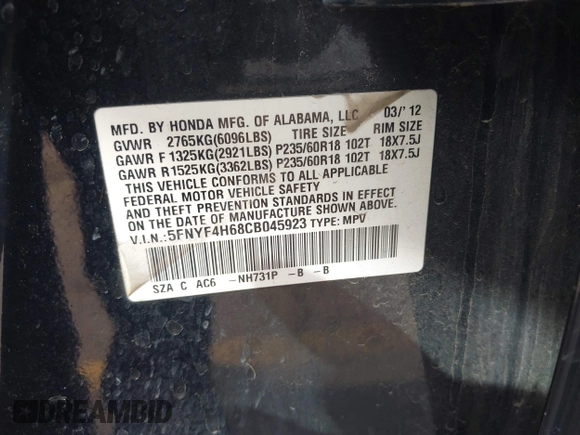 MFD. BY HONDA MFG. OF ALABAMA, LLC 03/'12
GVWR 2765KG(6096LBS) TIRE SIZE RIM SIZE
GAWR F 1325KG(2921LBS) P235/60R18 102T 18X7.5J
GAWR R1525KG(3362LBS) P235/60R18 102T 18X7.5J
THIS VEHICLE CONFORMS TO ALL APPLICABLE
FEDERAL MOTOR VEHICLE SAFETY
AND THEFT PREVENTION STANDARDS IN EFFECT
ON THE DATE OF MANUFACTURE SHOWN ABOVE.
V.I.N.:5FNYF4H68CB045923 TYPE: MPV
SZA C AC6 -NH731P -B -B
DREAMBID